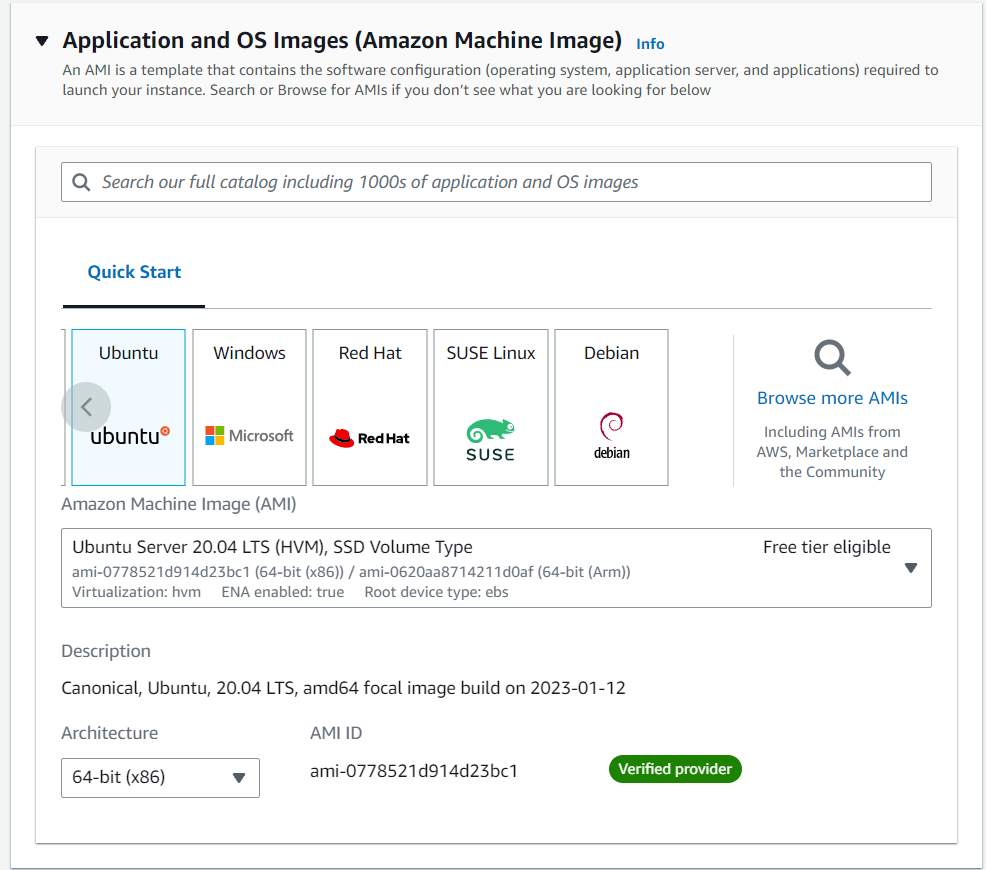 Application and OS Images (Amazon Machine Image) Info
An AMI is a template that contains the software configuration (operating system, application server, and applications) required to
launch your instance. Search or Browse for AMIs if you don’t see what you are looking for below
Search our full catalog including 1000s of application and OS images
Quick Start
Ubuntu
ubuntu
Windows
Microsoft
Red Hat
Red Hat
SUSE Linux
SUSE
Debian
debian
Browse more AMIs
Including AMIs from
AWS, Marketplace and
the Community
Amazon Machine Image (AMI)
Ubuntu Server 20.04 LTS (HVM), SSD Volume Type Free tier eligible
ami-0778521d914d23bc1 (64-bit (x86)) / ami-0620aa8714211d0af (64-bit (Arm))
Virtualization: hvm ENA enabled: true Root device type: ebs
Description
Canonical, Ubuntu, 20.04 LTS, amd64 focal image build on 2023-01-12
Architecture AMI ID
64-bit (x86) ami-0778521d914d23bc1 Verified provider